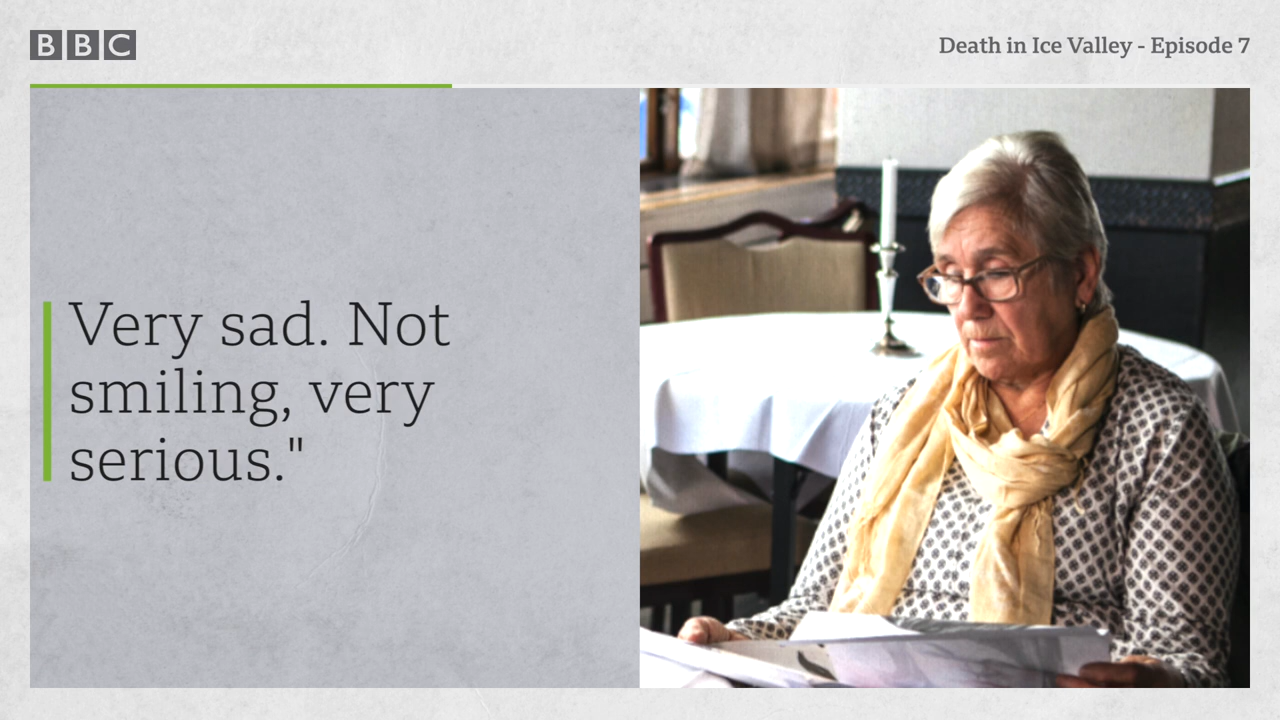 BBC
Death in Ice Valley - Episode 7
Very sad. Not
smiling, very
serious."